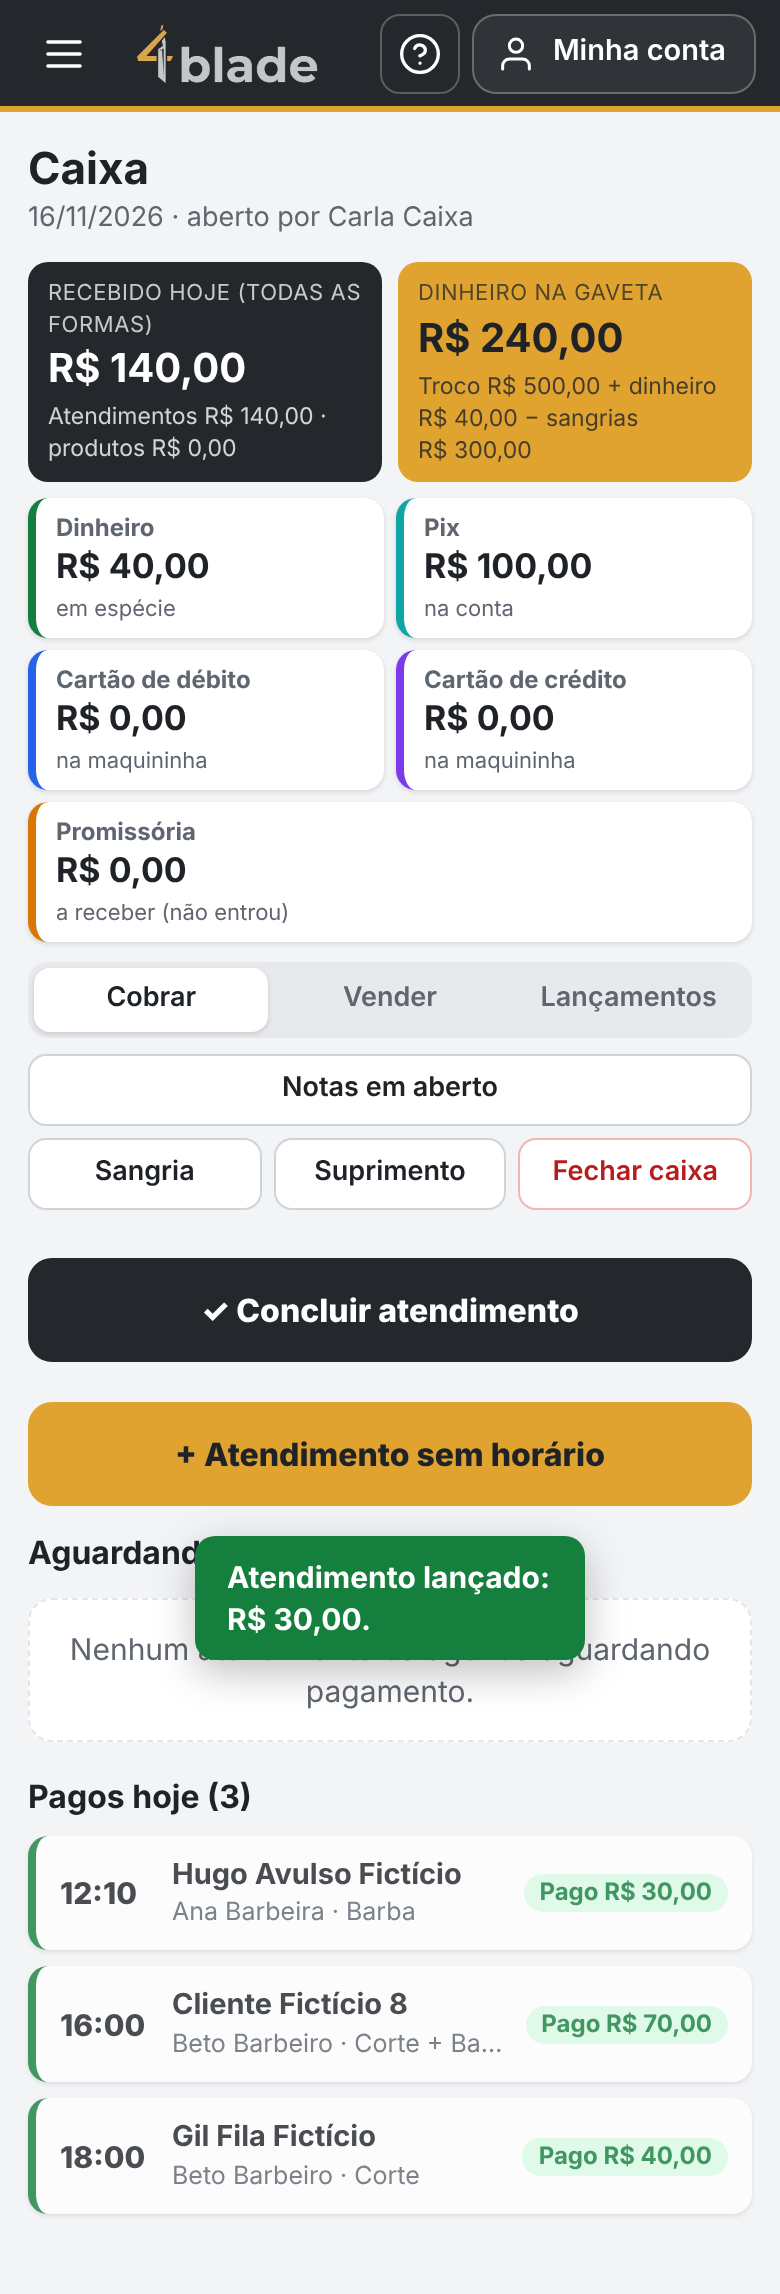 4blade
Minha conta
Caixa
16/11/2026 · aberto por Carla Caixa
RECEBIDO HOJE (TODAS AS
FORMAS)
R$ 140,00
Atendimentos R$ 140,00 ·
produtos R$ 0,00
DINHEIRO NA GAVETA
R$ 240,00
Troco R$ 500,00 + dinheiro
R$ 40,00 − sangrias
R$ 300,00
Dinheiro
R$ 40,00
em espécie
Pix
R$ 100,00
na conta
Cartão de débito
R$ 0,00
na maquininha
Cartão de crédito
R$ 0,00
na maquininha
Promissória
R$ 0,00
a receber (não entrou)
Cobrar
Vender
Lançamentos
Notas em aberto
Sangria
Suprimento
Fechar caixa
✓ Concluir atendimento
+ Atendimento sem horário
Atendimento lançado:
R$ 30,00.
Nenhum
pagamento.
Pagos hoje (3)
12:10
Hugo Avulso Fictício
Ana Barbeira · Barba
Pago R$ 30,00
16:00
Cliente Fictício 8
Beto Barbeiro · Corte + Ba...
Pago R$ 70,00
18:00
Gil Fila Fictício
Beto Barbeiro · Corte
Pago R$ 40,00